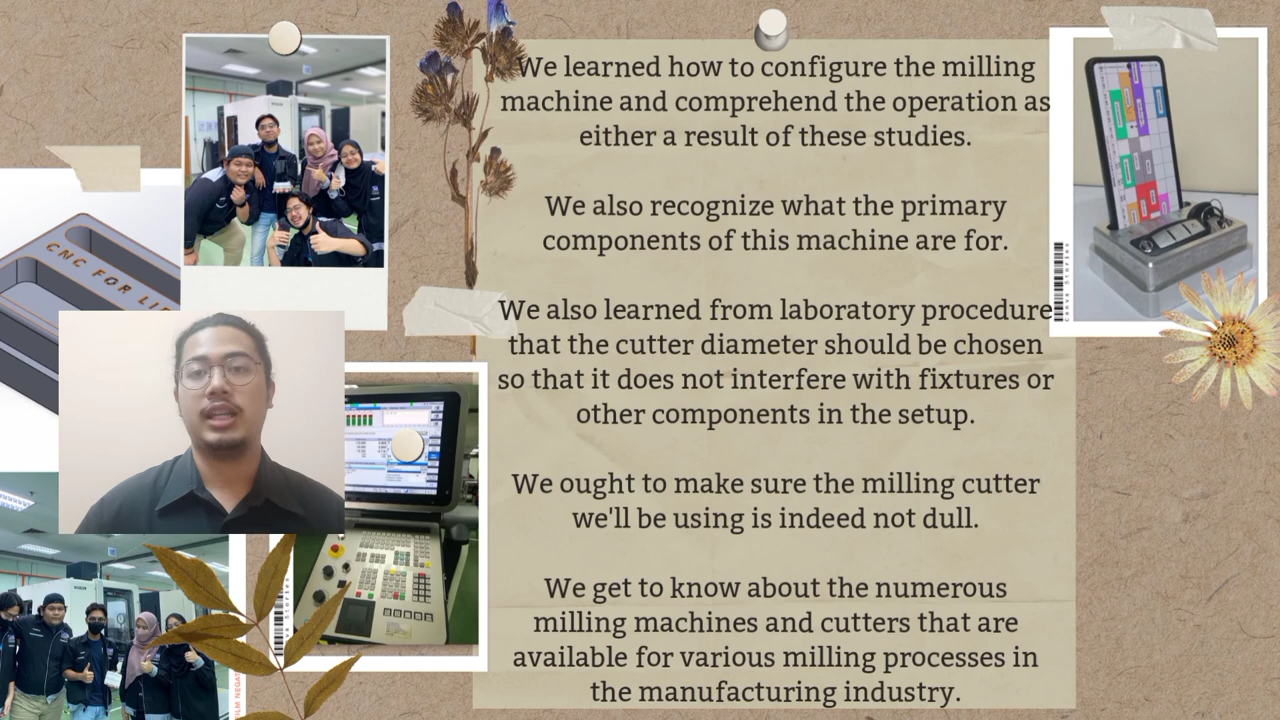 We learned how to configure the milling
machine and comprehend the operation as
either a result of these studies.
We also recognize what the primary
components of this machine are for.
We also learned from laboratory procedure
that the cutter diameter should be chosen
so that it does not interfere with fixtures or
other components in the setup.
We ought to make sure the milling cutter
we'll be using is indeed not dull.
We get to know about the numerous
milling machines and cutters that are
available for various milling processes in
the manufacturing industry.
CNC FOR
Canva Stories